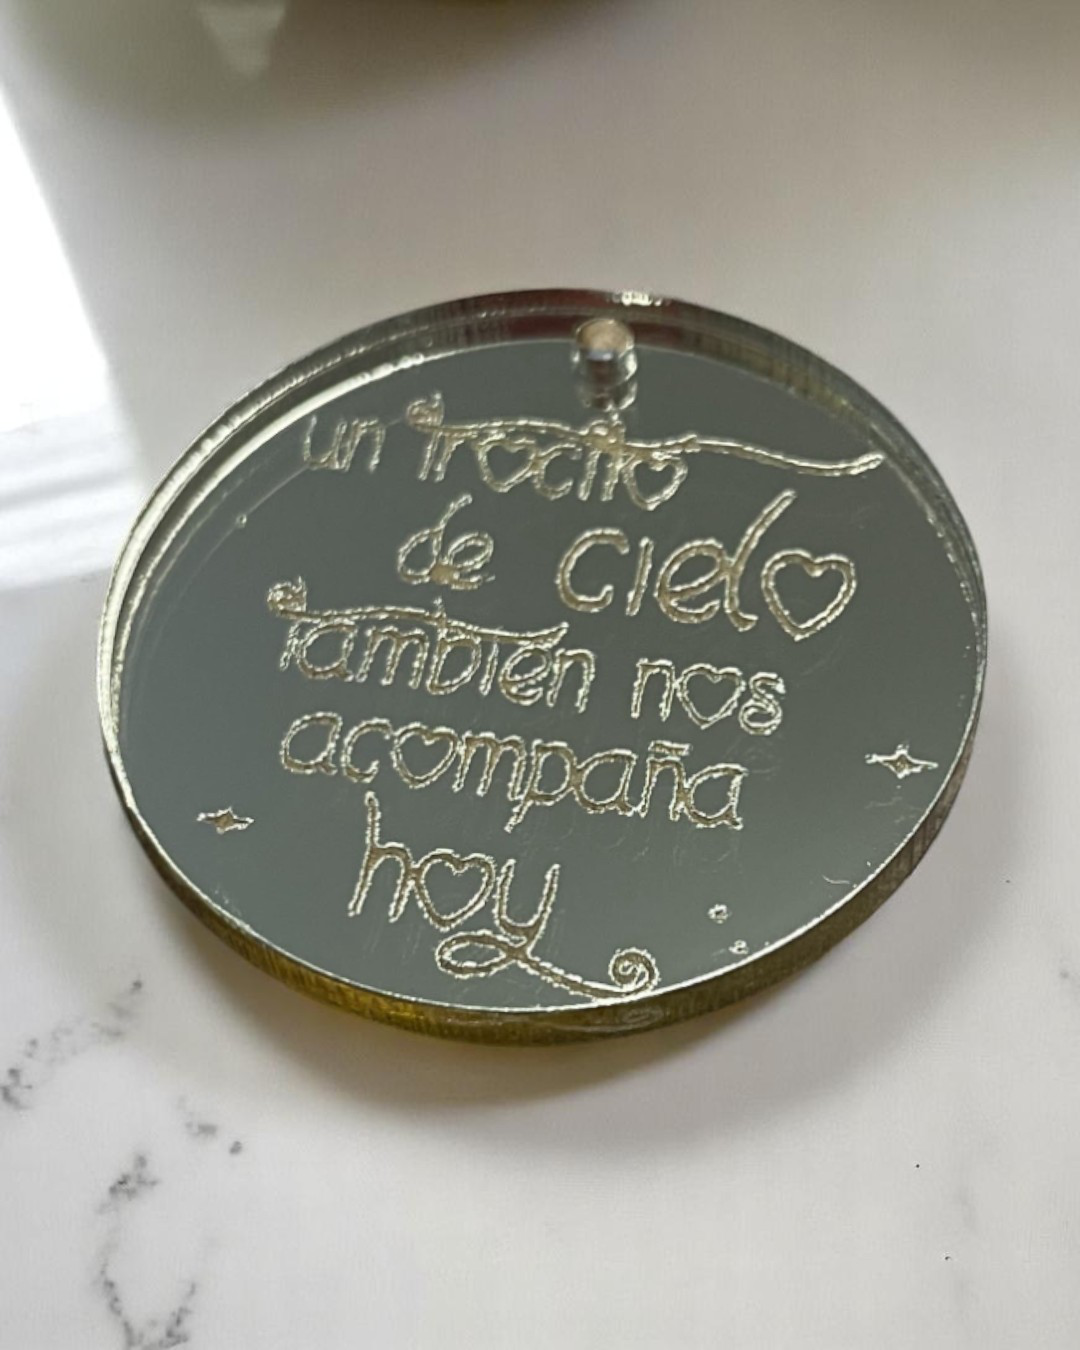 un trocito
de cielo
también nos
acompaña
hoy